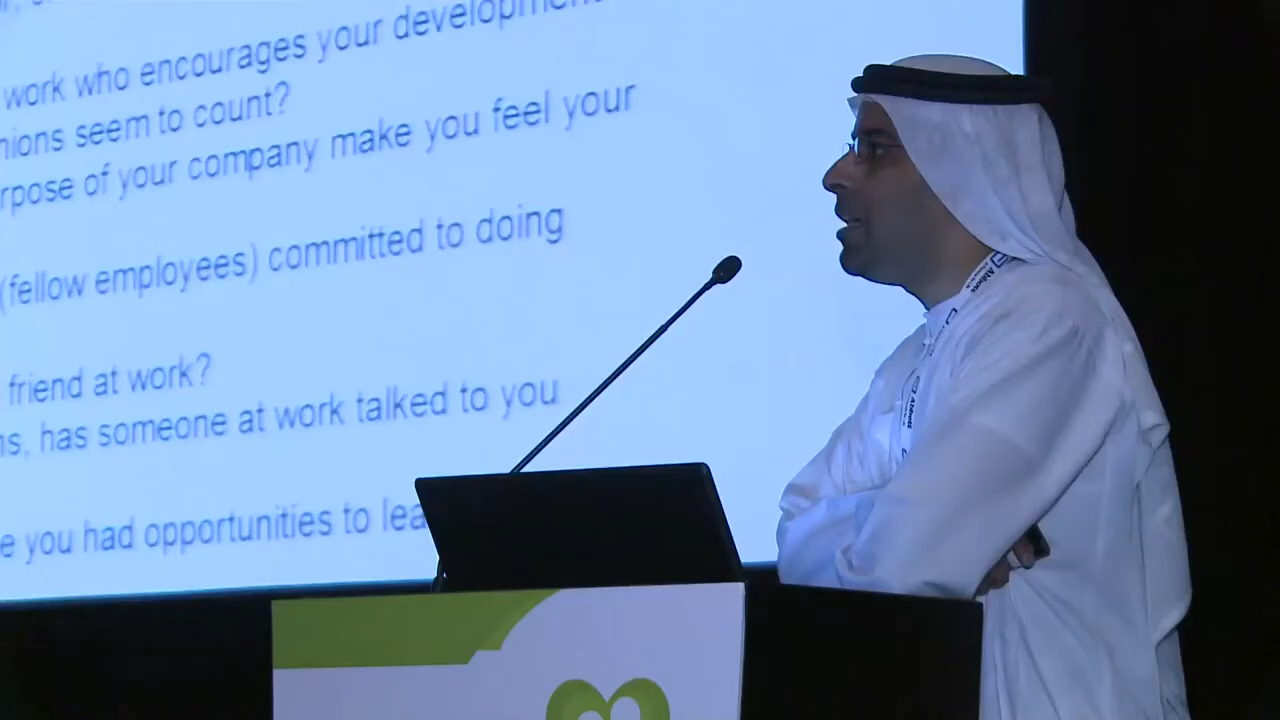 work who encourages your development
nions seem to count?
rpose of your company make you feel your
(fellow employees) committed to doing
friend at work?
ns, has someone at work talked to you
e you had opportunities to lea
Abbott
Abbott